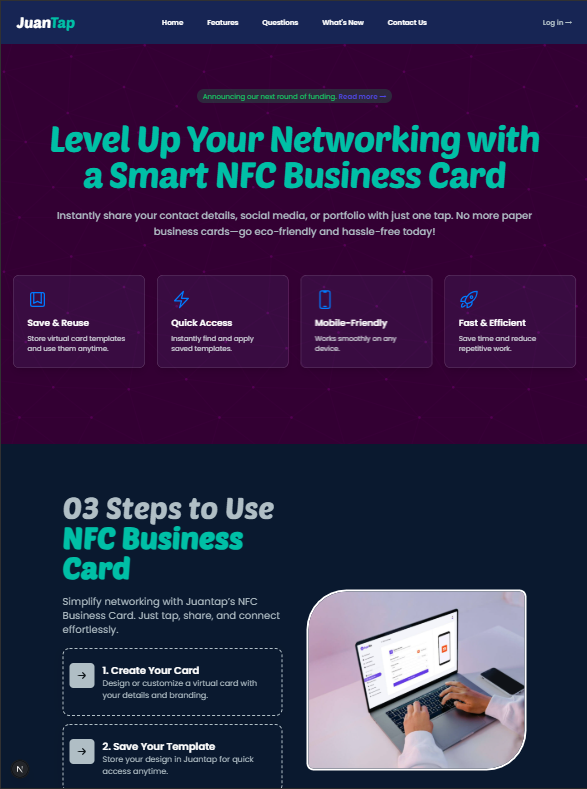 JuanTap
Home Features Questions What's New Contact Us
Log in →
Announcing our next round of funding. Read more →
Level Up Your Networking with
a Smart NFC Business Card
Instantly share your contact details, social media, or portfolio with just one tap. No more paper
business cards—go eco-friendly and hassle-free today!
Save & Reuse
Store virtual card templates
and use them anytime.
Quick Access
Instantly find and apply
saved templates.
Mobile-Friendly
Works smoothly on any
device.
Fast & Efficient
Save time and reduce
repetitive work.
03 Steps to Use
NFC Business
Card
Simplify networking with Juantap's NFC
Business Card. Just tap, share, and connect
effortlessly.
1. Create Your Card
Design or customize a virtual card with
your details and branding.
2. Save Your Template
Store your design in Juantap for quick
access anytime.
N